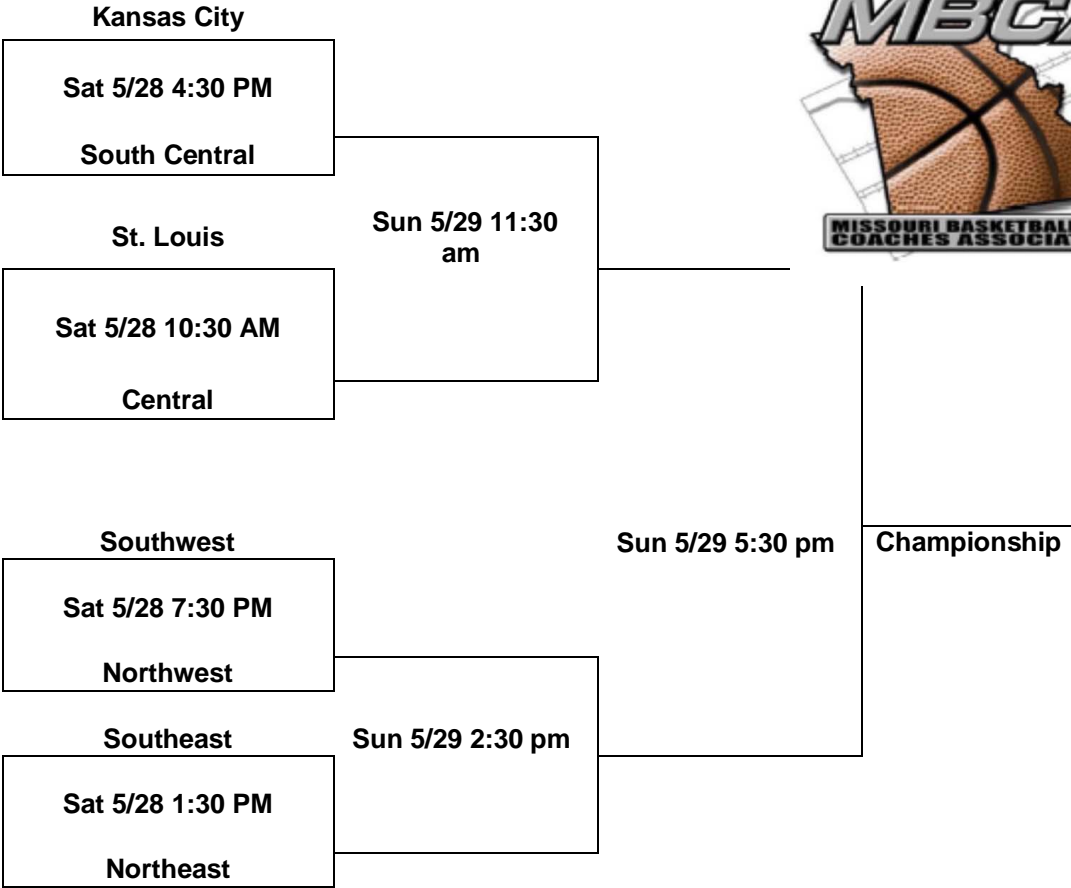 Kansas City
Sat 5/28 4:30 PM
South Central
St. Louis
Sat 5/28 10:30 AM
Central
Sun 5/29 11:30
am
MBCA
MISSOURI BASKETBALL
COACHES
Southwest
Sat 5/28 7:30 PM
Northwest
Southeast
Sat 5/28 1:30 PM
Northeast
Sun 5/29 2:30 pm
Sun 5/29 5:30 pm
Championship